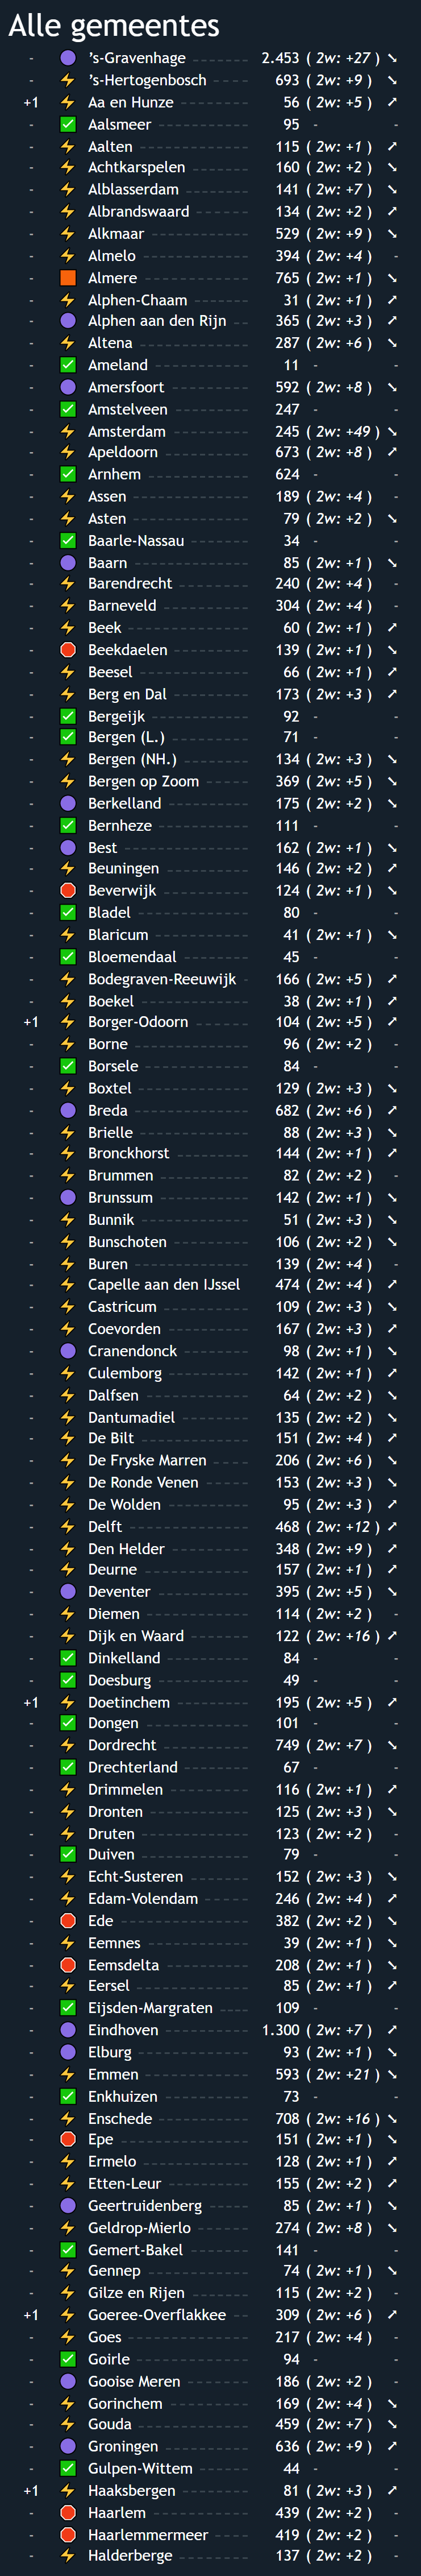 Alle gemeentes
- ’s-Gravenhage 2.453 ( 2w: +27 ) ➘
- ’s-Hertogenbosch 693 ( 2w: +9 ) ➘
+1 Aa en Hunze 56 ( 2w: +5 ) ➚
- Aalsmeer 95 - -
- Aalten 115 ( 2w: +1 ) ➚
- Achtkarspelen 160 ( 2w: +2 ) ➘
- Alblasserdam 141 ( 2w: +7 ) ➘
- Albrandswaard 134 ( 2w: +2 ) ➚
- Alkmaar 529 ( 2w: +9 ) ➘
- Almelo 394 ( 2w: +4 ) -
- Almere 765 ( 2w: +1 ) ➘
- Alphen-Chaam 31 ( 2w: +1 ) ➚
- Alphen aan den Rijn 365 ( 2w: +3 ) ➚
- Altena 287 ( 2w: +6 ) ➘
- Ameland 11 - -
- Amersfoort 592 ( 2w: +8 ) ➘
- Amstelveen 247 - -
- Amsterdam 245 ( 2w: +49 ) ➘
- Apeldoorn 673 ( 2w: +8 ) ➚
- Arnhem 624 - -
- Assen 189 ( 2w: +4 ) -
- Asten 79 ( 2w: +2 ) ➘
- Baarle-Nassau 34 - -
- Baarn 85 ( 2w: +1 ) ➘
- Barendrecht 240 ( 2w: +4 ) -
- Barneveld 304 ( 2w: +4 ) -
- Beek 60 ( 2w: +1 ) ➚
- Beekdaelen 139 ( 2w: +1 ) ➘
- Beesel 66 ( 2w: +1 ) ➚
- Berg en Dal 173 ( 2w: +3 ) ➚
- Bergeijk 92 - -
- Bergen (L.) 71 - -
- Bergen (NH.) 134 ( 2w: +3 ) ➘
- Bergen op Zoom 369 ( 2w: +5 ) ➘
- Berkelland 175 ( 2w: +2 ) ➘
- Bernheze 111 - -
- Best 162 ( 2w: +1 ) ➘
- Beuningen 146 ( 2w: +2 ) ➚
- Beverwijk 124 ( 2w: +1 ) ➘
- Bladel 80 - -
- Blaricum 41 ( 2w: +1 ) ➘
- Bloemendaal 45 - -
- Bodegraven-Reeuwijk 166 ( 2w: +5 ) ➚
- Boekel 38 ( 2w: +1 ) ➚
+1 Borger-Odoorn 104 ( 2w: +5 ) ➚
- Borne 96 ( 2w: +2 ) -
- Borsele 84 - -
- Boxtel 129 ( 2w: +3 ) ➘
- Breda 682 ( 2w: +6 ) ➚
- Brielle 88 ( 2w: +3 ) ➘
- Bronckhorst 144 ( 2w: +1 ) ➚
- Brummen 82 ( 2w: +2 ) -
- Brunssum 142 ( 2w: +1 ) ➘
- Bunnik 51 ( 2w: +3 ) ➘
- Bunschoten 106 ( 2w: +2 ) ➘
- Buren 139 ( 2w: +4 ) -
- Capelle aan den IJssel 474 ( 2w: +4 ) ➚
- Castricum 109 ( 2w: +3 ) ➘
- Coevorden 167 ( 2w: +3 ) ➚
- Cranendonck 98 ( 2w: +1 ) ➘
- Culemborg 142 ( 2w: +1 ) ➚
- Dalfsen 64 ( 2w: +2 ) ➘
- Dantumadiel 135 ( 2w: +2 ) ➘
- De Bilt 151 ( 2w: +4 ) ➚
- De Fryske Marren 206 ( 2w: +6 ) ➘
- De Ronde Venen 153 ( 2w: +3 ) ➘
- De Wolden 95 ( 2w: +3 ) ➚
- Delft 468 ( 2w: +12 ) ➚
- Den Helder 348 ( 2w: +9 ) ➚
- Deurne 157 ( 2w: +1 ) ➚
- Deventer 395 ( 2w: +5 ) ➘
- Diemen 114 ( 2w: +2 ) -
- Dijk en Waard 122 ( 2w: +16 ) ➚
- Dinkelland 84 - -
- Doesburg 49 - -
+1 Doetinchem 195 ( 2w: +5 ) ➚
- Dongen 101 - -
- Dordrecht 749 ( 2w: +7 ) ➘
- Drechterland 67 - -
- Drimmelen 116 ( 2w: +1 ) ➚
- Dronten 125 ( 2w: +3 ) ➘
- Druten 123 ( 2w: +2 ) -
- Duiven 79 - -
- Echt-Susteren 152 ( 2w: +3 ) ➘
- Edam-Volendam 246 ( 2w: +4 ) ➚
- Ede 382 ( 2w: +2 ) ➘
- Eemnes 39 ( 2w: +1 ) ➘
- Eemsdelta 208 ( 2w: +1 ) ➘
- Eersel 85 ( 2w: +1 ) ➚
- Eijsden-Margraten 109 - -
- Eindhoven 1.300 ( 2w: +7 ) ➚
- Elburg 93 ( 2w: +1 ) ➘
- Emmen 593 ( 2w: +21 ) ➘
- Enkhuizen 73 - -
- Enschede 708 ( 2w: +16 ) ➘
- Epe 151 ( 2w: +1 ) ➘
- Ermelo 128 ( 2w: +1 ) ➚
- Etten-Leur 155 ( 2w: +2 ) ➚
- Geertruidenberg 85 ( 2w: +1 ) ➘
- Geldrop-Mierlo 274 ( 2w: +8 ) ➘
- Gemert-Bakel 141 - -
- Gennep 74 ( 2w: +1 ) ➘
- Gilze en Rijen 115 ( 2w: +2 ) -
+1 Goeree-Overflakkee 309 ( 2w: +6 ) ➚
- Goes 217 ( 2w: +4 ) -
- Goirle 94 - -
- Gooise Meren 186 ( 2w: +2 ) -
- Gorinchem 169 ( 2w: +4 ) ➘
- Gouda 459 ( 2w: +7 ) ➘
- Groningen 636 ( 2w: +9 ) ➚
- Gulpen-Wittem 44 - -
+1 Haaksbergen 81 ( 2w: +3 ) ➚
- Haarlem 439 ( 2w: +2 ) -
- Haarlemmermeer 419 ( 2w: +2 ) -
- Halderberge 137 ( 2w: +2 ) -